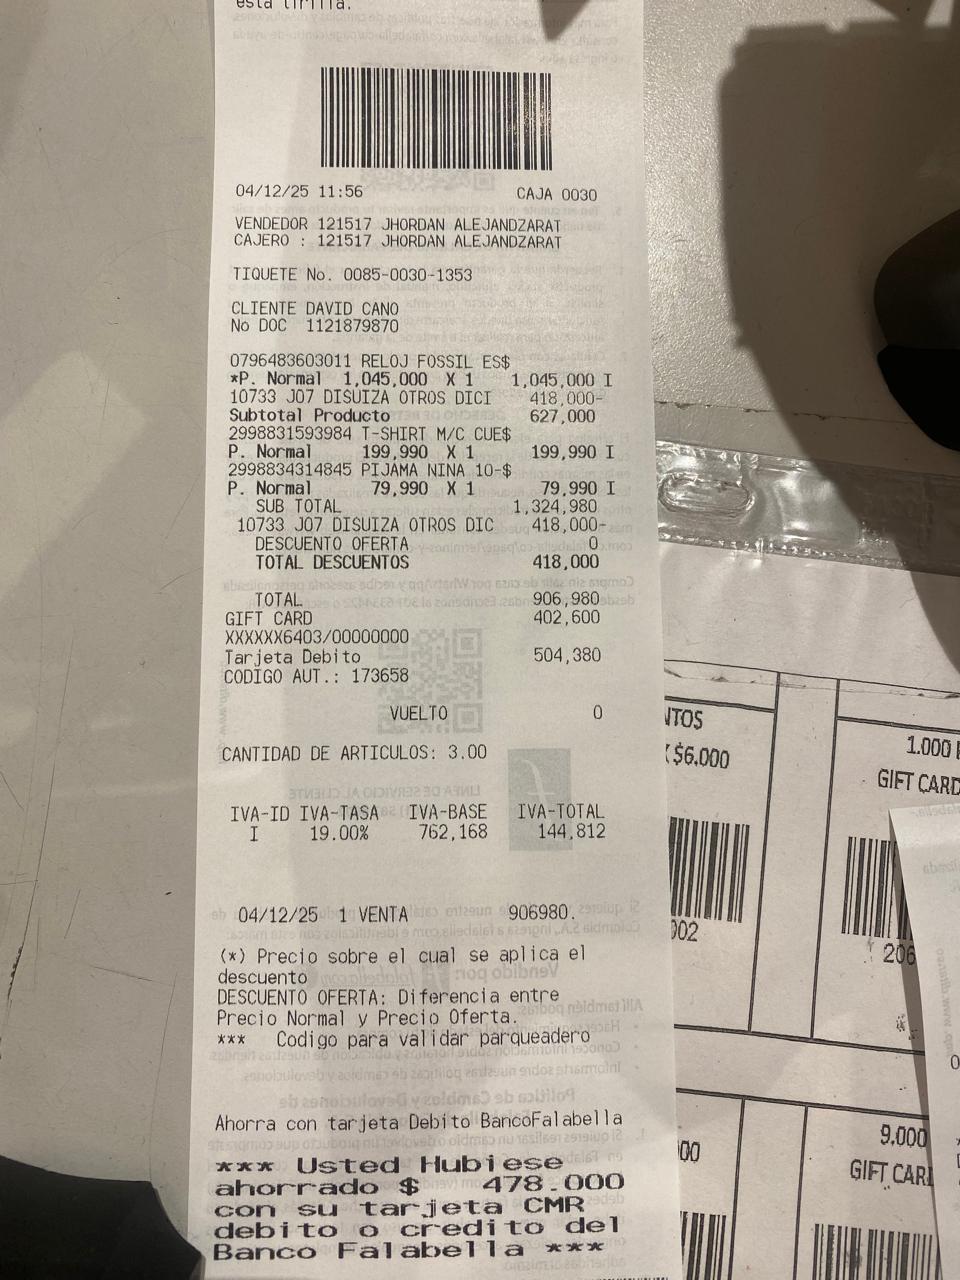 esta tirilla.
04/12/25 11:56 CAJA 0030
VENDEDOR 121517 JHORDAN ALEJANDZARAT
CAJERO : 121517 JHORDAN ALEJANDZARAT
TIQUETE No. 0085-0030-1353
CLIENTE DAVID CANO
No DOC 1121879870
0796483603011 RELOJ FOSSIL ES$
*P. Normal 1,045,000 X 1 1,045,000 I
10733 J07 DISUIZA OTROS DICI 418,000-
Subtotal Producto 627,000
2998831593984 T-SHIRT M/C CUE$
P. Normal 199,990 X 1 199,990 I
2998834314845 PIJAMA NINA 10-$
P. Normal 79,990 X 1 79,990 I
SUB TOTAL 1,324,980
10733 J07 DISUIZA OTROS DIC 418,000-
DESCUENTO OFERTA 0
TOTAL DESCUENTOS 418,000
TOTAL 906,980
GIFT CARD 402,600
XXXXXX6403/00000000
Tarjeta Debito 504,380
CODIGO AUT.: 173658
VUELTO 0
CANTIDAD DE ARTICULOS: 3.00
IVA-ID IVA-TASA IVA-BASE IVA-TOTAL
I 19.00% 762,168 144,812
04/12/25 1 VENTA 906980.
(*) Precio sobre el cual se aplica el
descuento
DESCUENTO OFERTA: Diferencia entre
Precio Normal y Precio Oferta.
*** Codigo para validar parqueadero
Ahorra con tarjeta Debito BancoFalabella
*** Usted Hubiese
ahorrado $ 478.000
con su tarjeta CMR
debito o credito del
Banco Falabella ***
$6.000
1.000
GIFT CARD
206
9.000
GIFT CARD